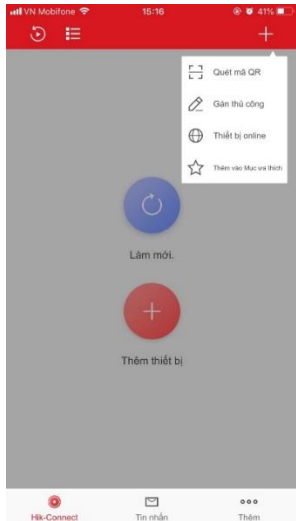 VN Mobifone 15:16 41%
Quét mã QR
Gán thủ công
Thiết bị online
Thêm vào Mục ưa thích
Làm mới.
Thêm thiết bị
Hik-Connect Tin nhắn Thêm